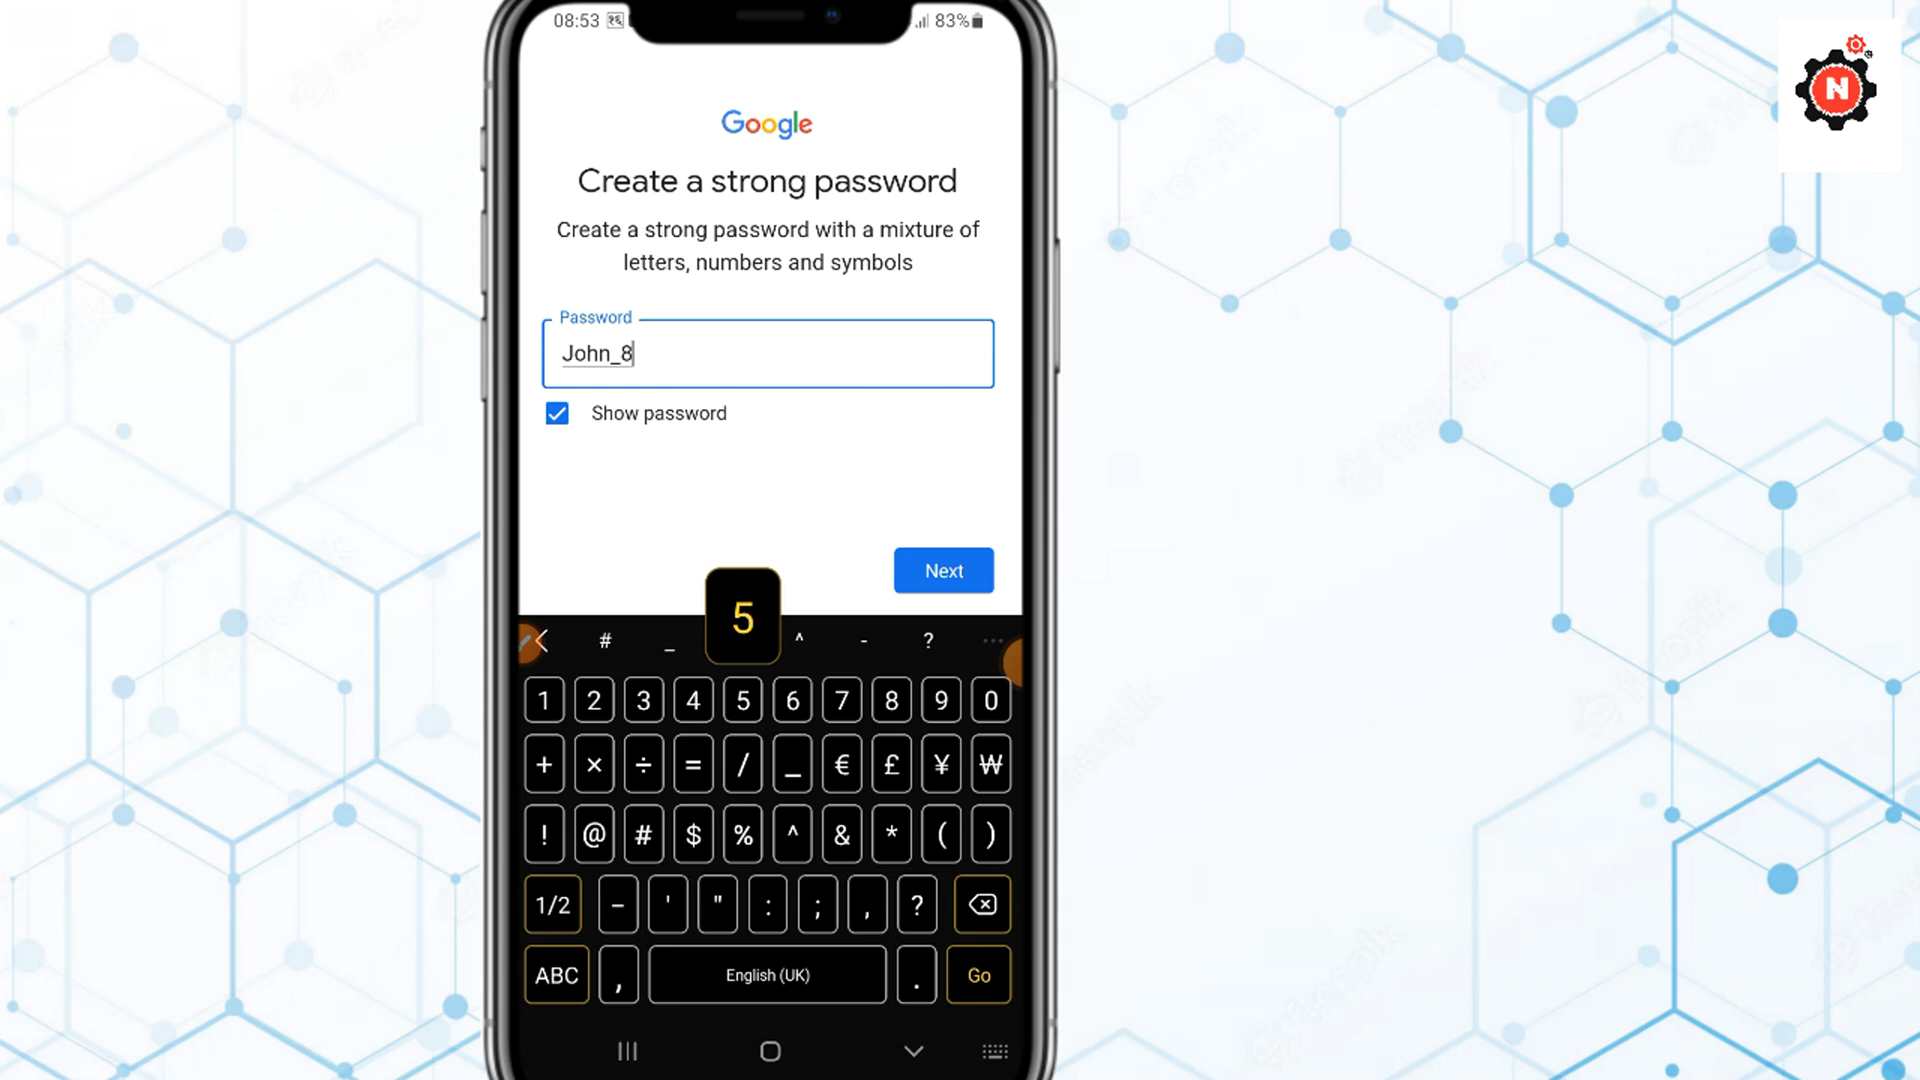 08:53 83%
N
Google
Create a strong password
Create a strong password with a mixture of
letters, numbers and symbols
Password
John_8
Show password
Next
5
# _ ^ - ? ...
1 2 3 4 5 6 7 8 9 0
+ × ÷ = / _ € £ ¥ ₩
! @ # $ % ^ & * ( )
1/2 - ' " : ; , ?
ABC , English (UK) . Go